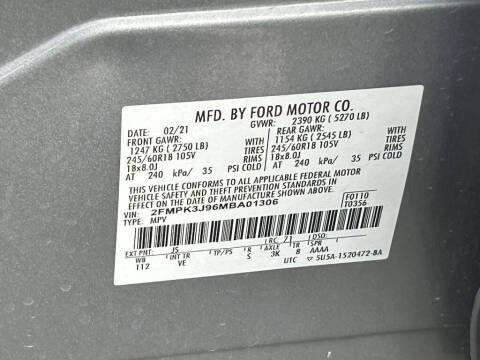 MFD. BY FORD MOTOR CO.
DATE: 02/21 GVWR: 2390 KG ( 5270 LB)
FRONT GAWR: REAR GAWR:
1247 KG ( 2750 LB) WITH 1154 KG ( 2545 LB) WITH
245/60R18 105V TIRES 245/60R18 105V TIRES
18x8.0J RIMS 18x8.0J RIMS
AT 240 kPa/ 35 PSI COLD AT 240 kPa/ 35 PSI COLD
THIS VEHICLE CONFORMS TO ALL APPLICABLE FEDERAL MOTOR
VEHICLE SAFETY AND THEFT PREVENTION STANDARDS IN
EFFECT ON THE DATE OF MANUFACTURE SHOWN ABOVE.
VIN: 2FMPK3J96MBA01306 F0110
TYPE: MPV T0356
EXT PNT: JS RC: 7 DSO:
WB INT TR TP/PS R AXLE TR SPR
112 VE S 3K 8 AAAA
UTC 5U5A-1520472-BA